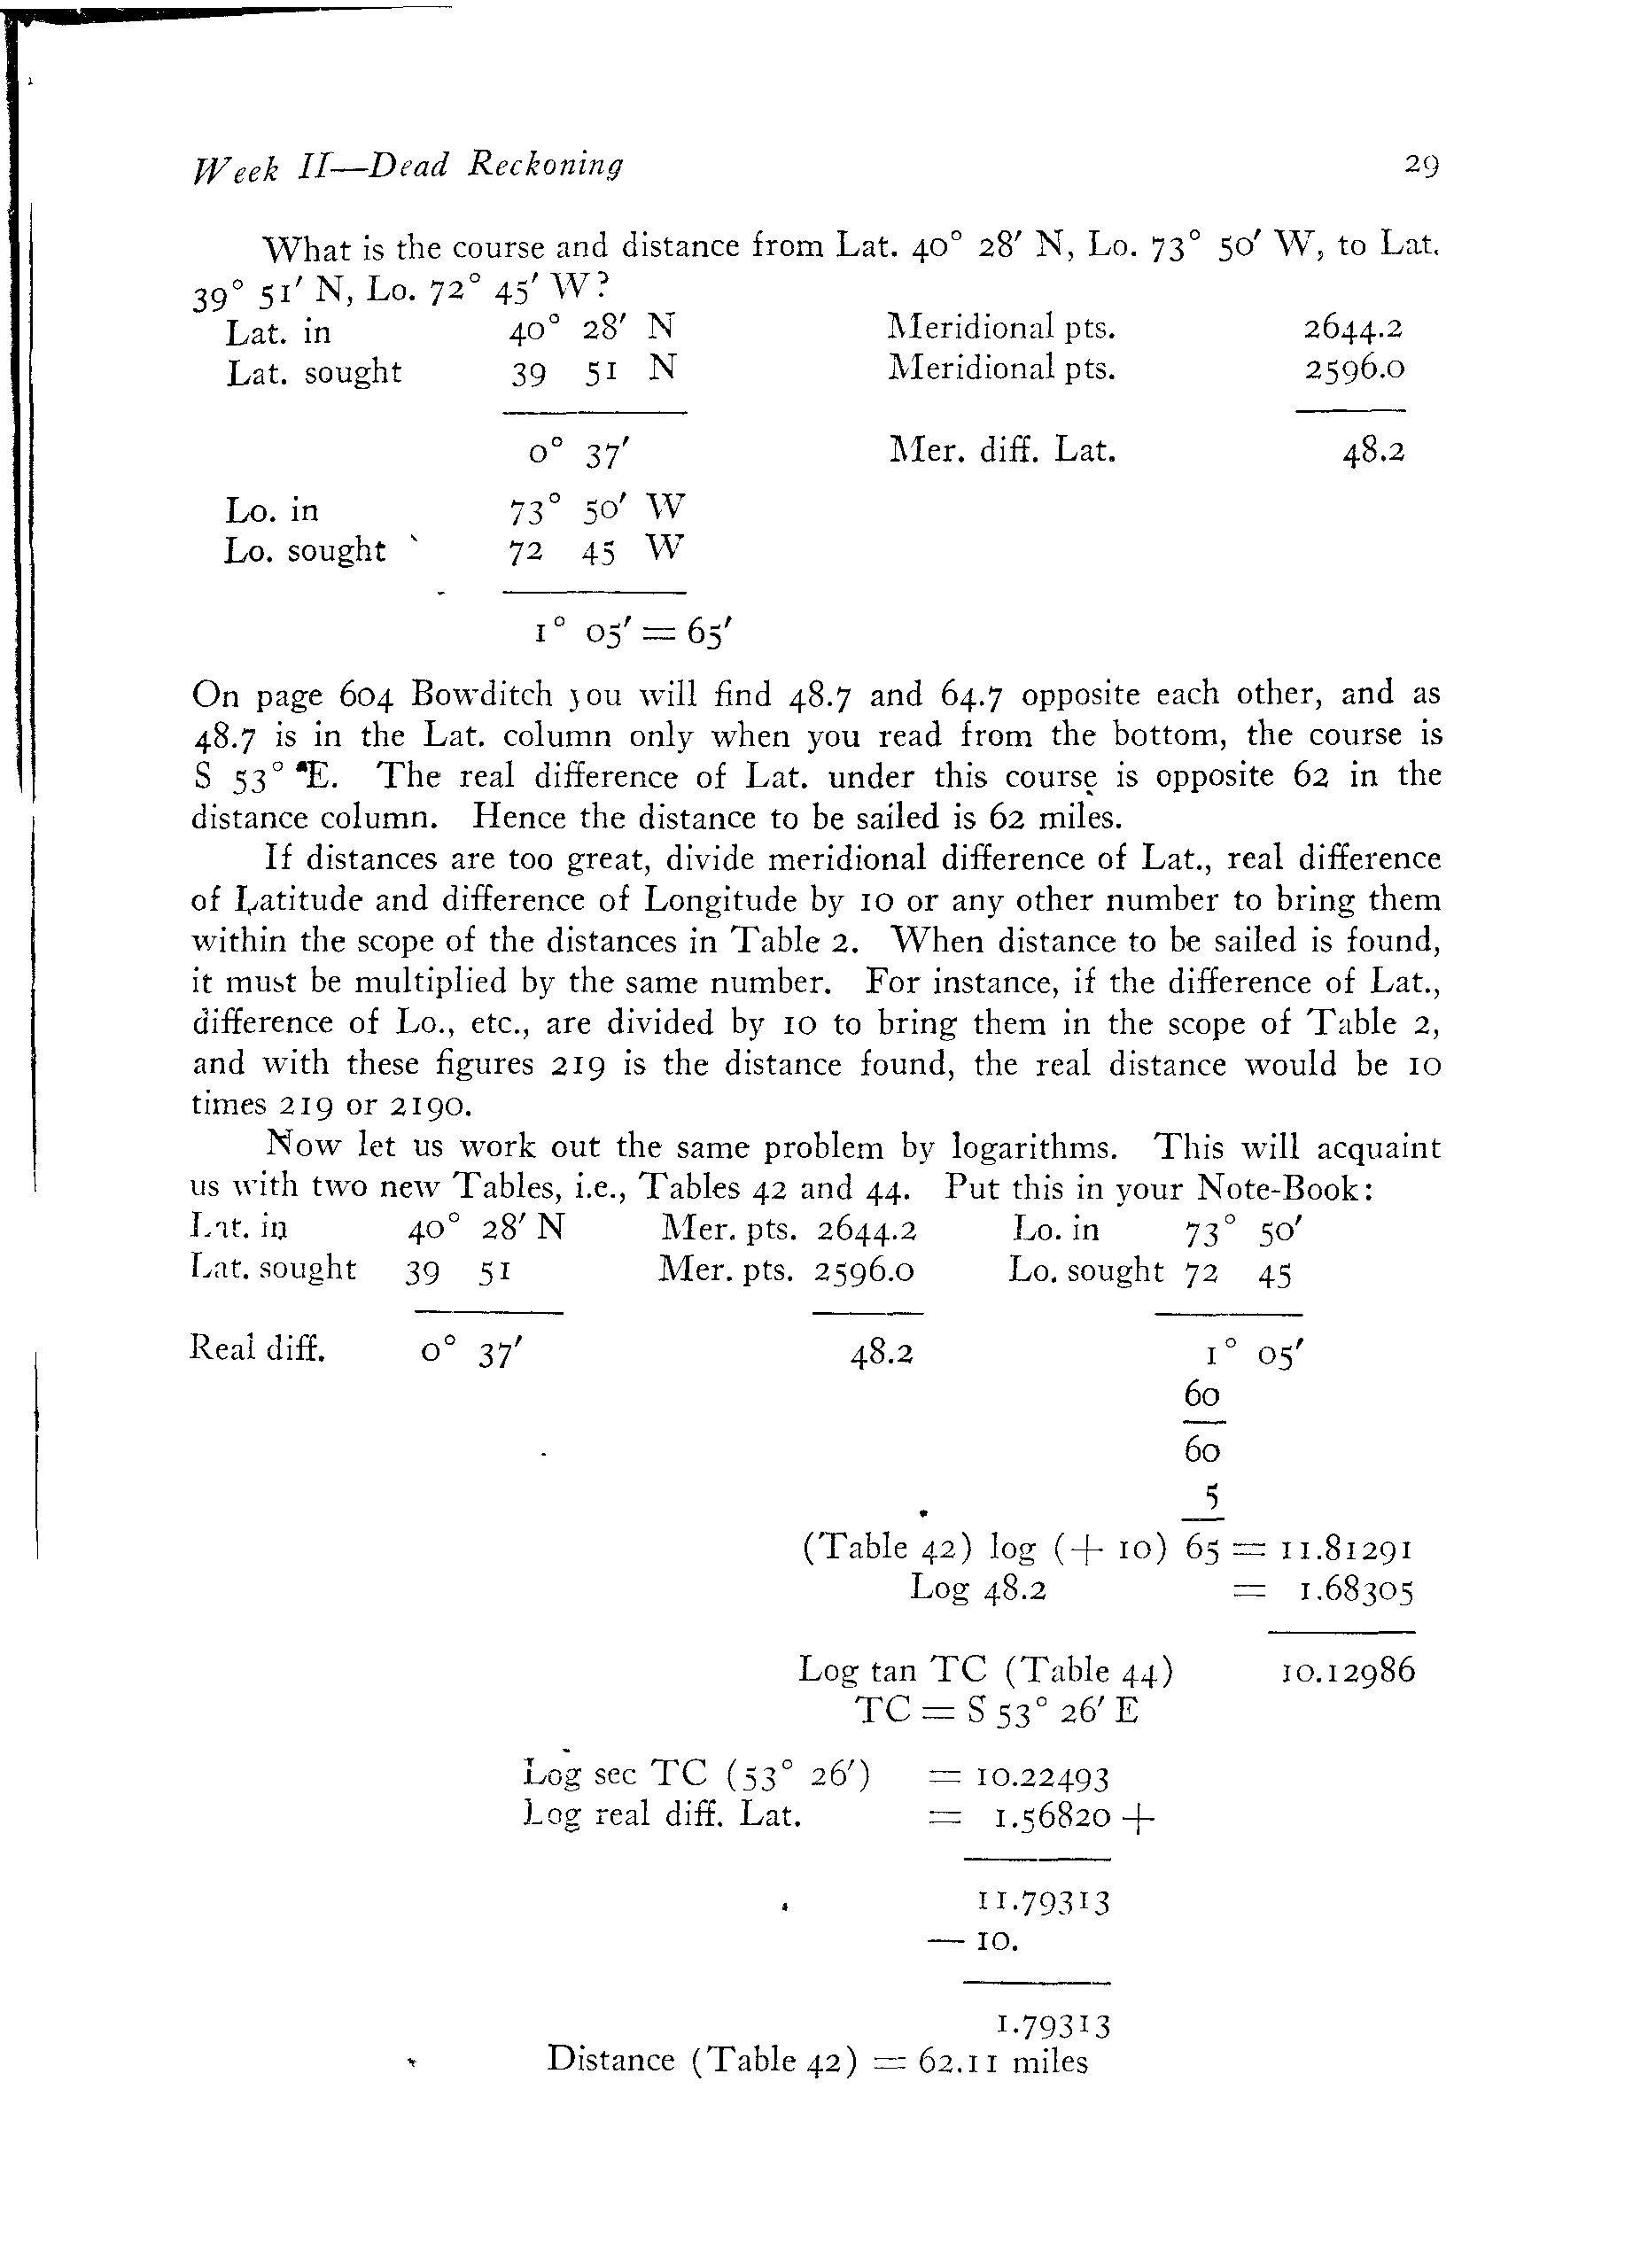 Week II—Dead Reckoning 29
What is the course and distance from Lat. 40° 28′ N, Lo. 73° 50′ W, to Lat.
39° 51′ N, Lo. 72° 45′ W?
Lat. in 40° 28′ N Meridional pts. 2644.2
Lat. sought 39 51 N Meridional pts. 2596.0
0° 37′ Mer. diff. Lat. 48.2
Lo. in 73° 50′ W
Lo. sought 72 45 W
1° 05′ = 65′
On page 604 Bowditch you will find 48.7 and 64.7 opposite each other, and as
48.7 is in the Lat. column only when you read from the bottom, the course is
S 53° E. The real difference of Lat. under this course is opposite 62 in the
distance column. Hence the distance to be sailed is 62 miles.
If distances are too great, divide meridional difference of Lat., real difference
of Latitude and difference of Longitude by 10 or any other number to bring them
within the scope of the distances in Table 2. When distance to be sailed is found,
it must be multiplied by the same number. For instance, if the difference of Lat.,
difference of Lo., etc., are divided by 10 to bring them in the scope of Table 2,
and with these figures 219 is the distance found, the real distance would be 10
times 219 or 2190.
Now let us work out the same problem by logarithms. This will acquaint
us with two new Tables, i.e., Tables 42 and 44. Put this in your Note-Book:
Lat. in 40° 28′ N Mer. pts. 2644.2 Lo. in 73° 50′
Lat. sought 39 51 Mer. pts. 2596.0 Lo. sought 72 45
Real diff. 0° 37′ 48.2 1° 05′
60
60
5
(Table 42) log (+ 10) 65 = 11.81291
Log 48.2 = 1.68305
Log tan TC (Table 44) 10.12986
TC = S 53° 26′ E
Log sec TC (53° 26′) = 10.22493
Log real diff. Lat. = 1.56820 +
11.79313
— 10.
1.79313
Distance (Table 42) = 62.11 miles